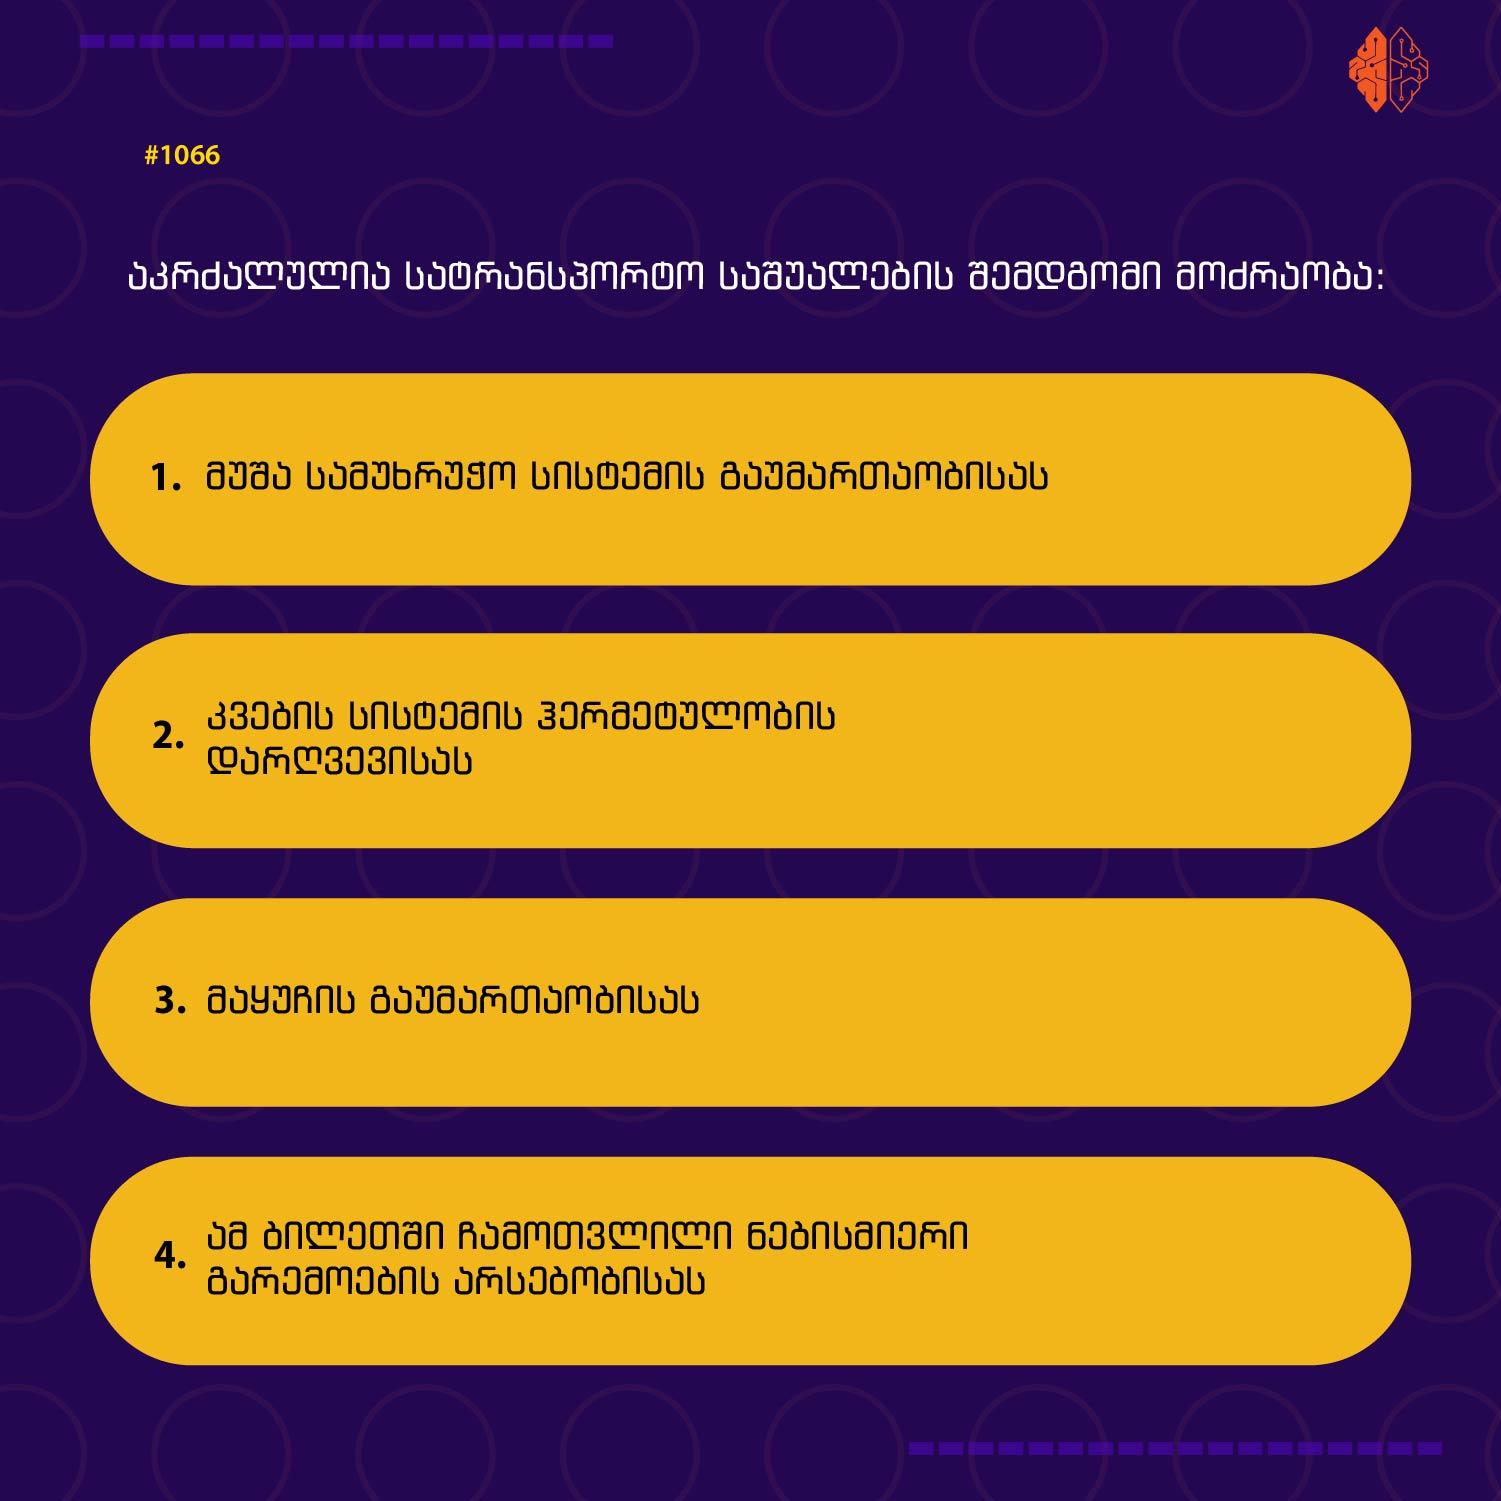 #1066
აკრძალულია სატრანსპორტო საშუალების შემდგომი მოძრაობა:
1. მუშა სამუხრუჭო სისტემის გაუმართაობისას
2. კვების სისტემის ჰერმეტულობის
დარღვევისას
3. მაყუჩის გაუმართაობისას
4. ამ ბილეთში ჩამოთვლილი ნებისმიერი
გარემოების არსებობისას